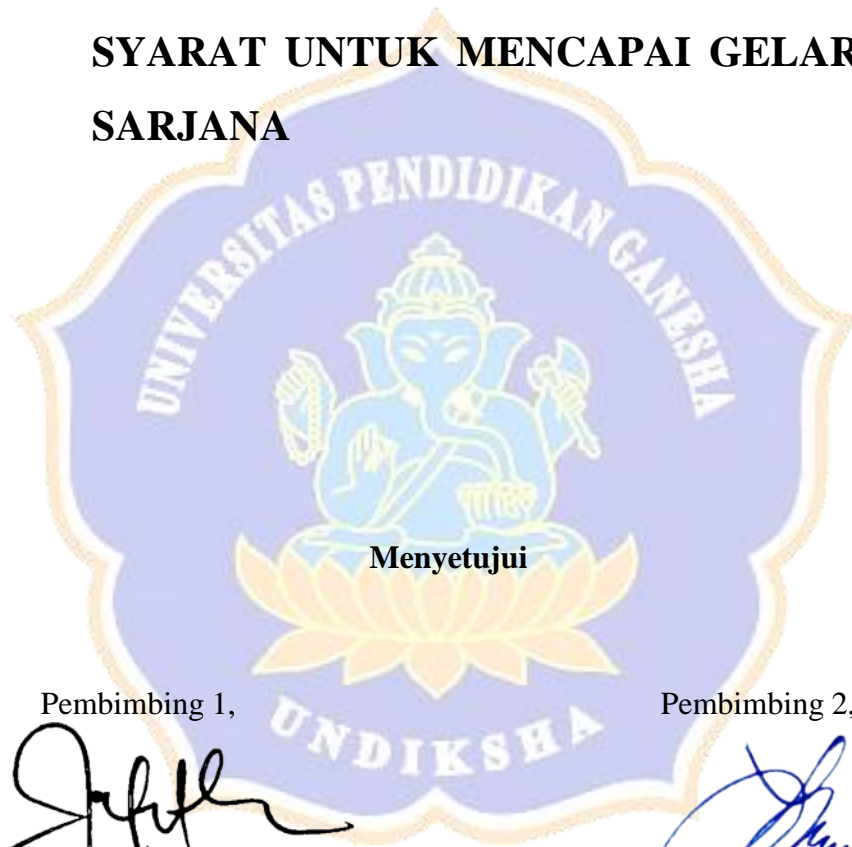 SYARAT UNTUK MENCAPAI GELAR
SARJANA
UNIVERSITAS PENDIDIKAN GANESHA
Menyetujui
Pembimbing 1,
Pembimbing 2,
UNDIKSHA